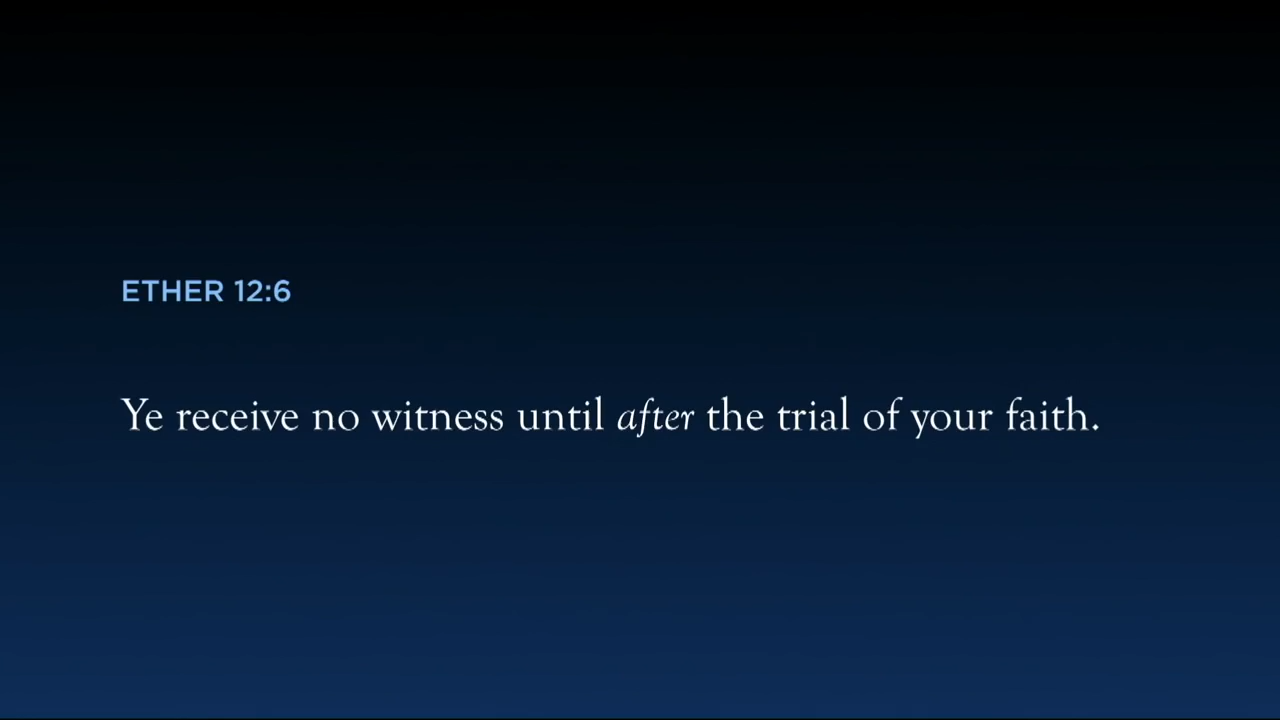 ETHER 12:6
Ye receive no witness until after the trial of your faith.